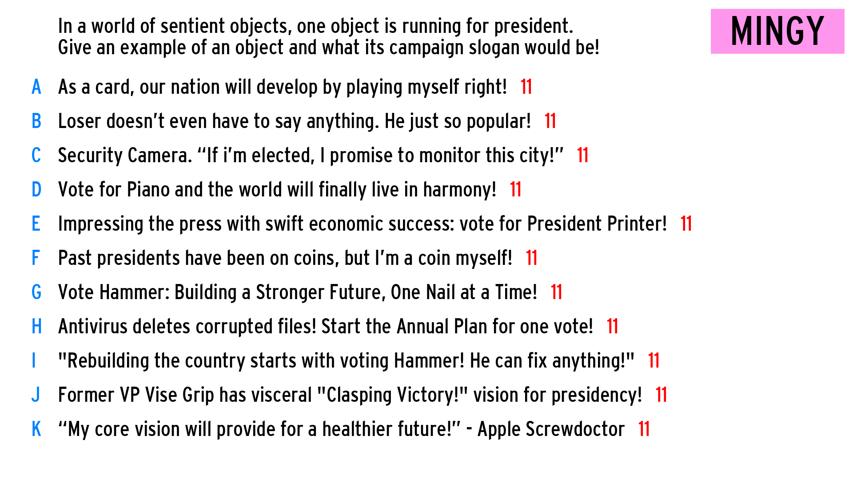 In a world of sentient objects, one object is running for president.
Give an example of an object and what its campaign slogan would be!
MINGY
A As a card, our nation will develop by playing myself right! 11
B Loser doesn't even have to say anything. He just so popular! 11
C Security Camera. “If i'm elected, I promise to monitor this city!” 11
D Vote for Piano and the world will finally live in harmony! 11
E Impressing the press with swift economic success: vote for President Printer! 11
F Past presidents have been on coins, but I'm a coin myself! 11
G Vote Hammer: Building a Stronger Future, One Nail at a Time! 11
H Antivirus deletes corrupted files! Start the Annual Plan for one vote! 11
I "Rebuilding the country starts with voting Hammer! He can fix anything!" 11
J Former VP Vise Grip has visceral "Clasping Victory!" vision for presidency! 11
K “My core vision will provide for a healthier future!” - Apple Screwdoctor 11